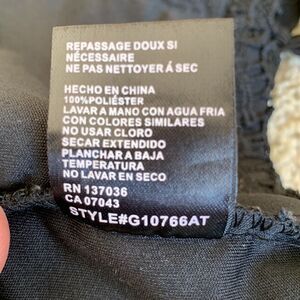 REPASSAGE DOUX SI
NÉCESSAIRE
NE PAS NETTOYER À SEC
HECHO EN CHINA
100%POLIÉSTER
LAVAR A MANO CON AGUA FRIA
CON COLORES SIMILARES
NO USAR CLORO
SECAR EXTENDIDO
PLANCHAR A BAJA
TEMPERATURA
NO LAVAR EN SECO
RN 137036
CA 07043
STYLE#G10766AT